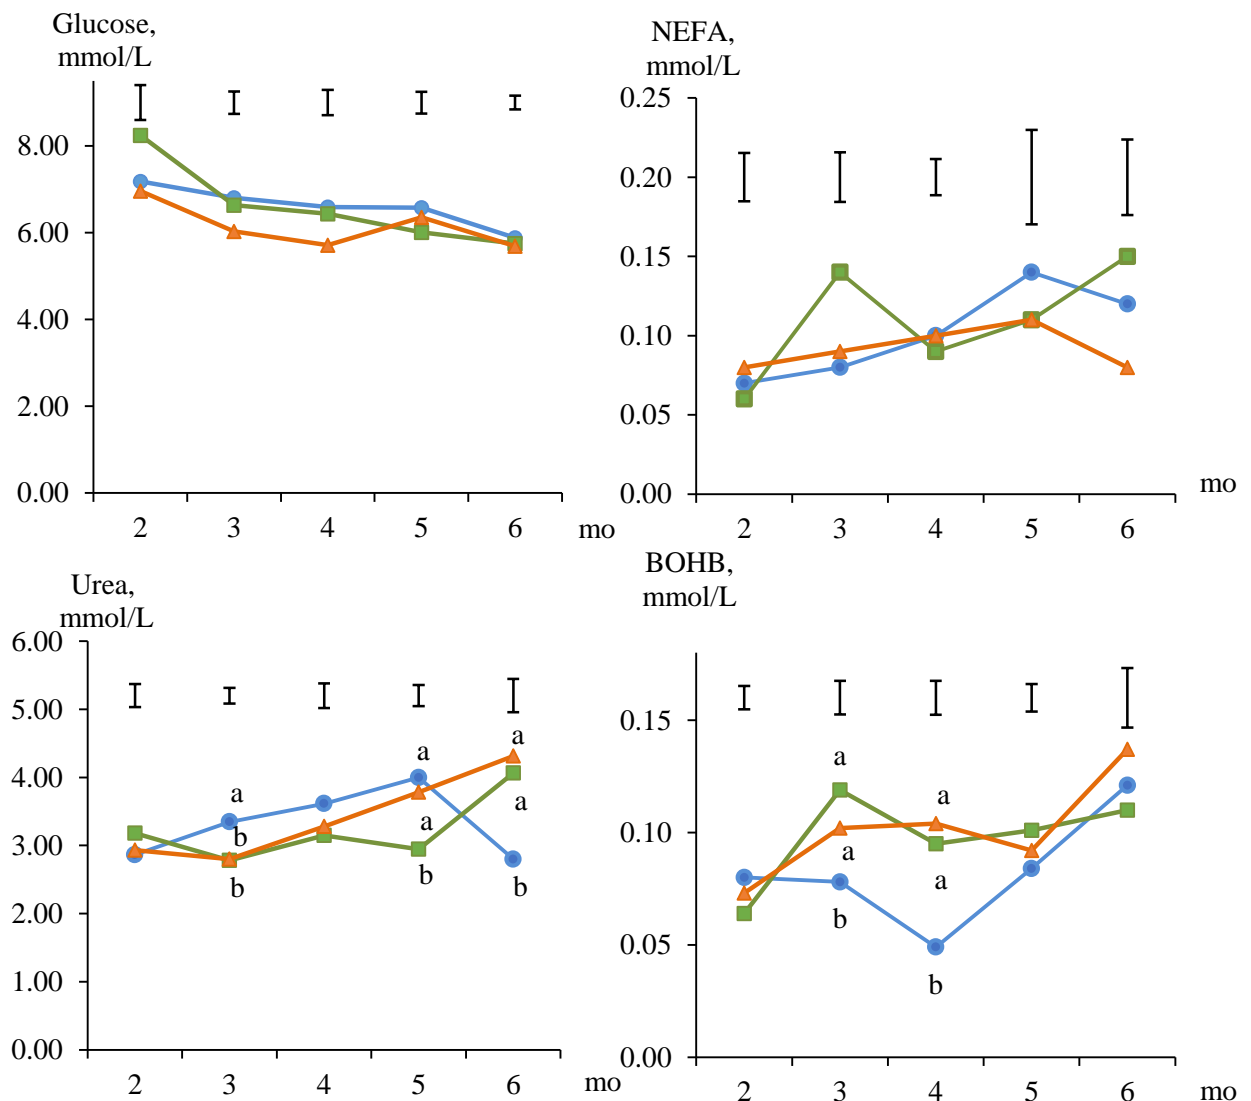 Glucose,
mmol/L
8.00
6.00
4.00
2.00
0.00
2 3 4 5 6 mo
NEFA,
mmol/L
0.25
0.20
0.15
0.10
0.05
0.00
2 3 4 5 6 mo
Urea,
mmol/L
6.00
5.00
4.00
3.00
2.00
1.00
0.00
a
b
b
a
a
b
a
a
b
2 3 4 5 6 mo
BOHB,
mmol/L
0.15
0.10
0.05
0.00
a
a
b
a
a
b
2 3 4 5 6 mo